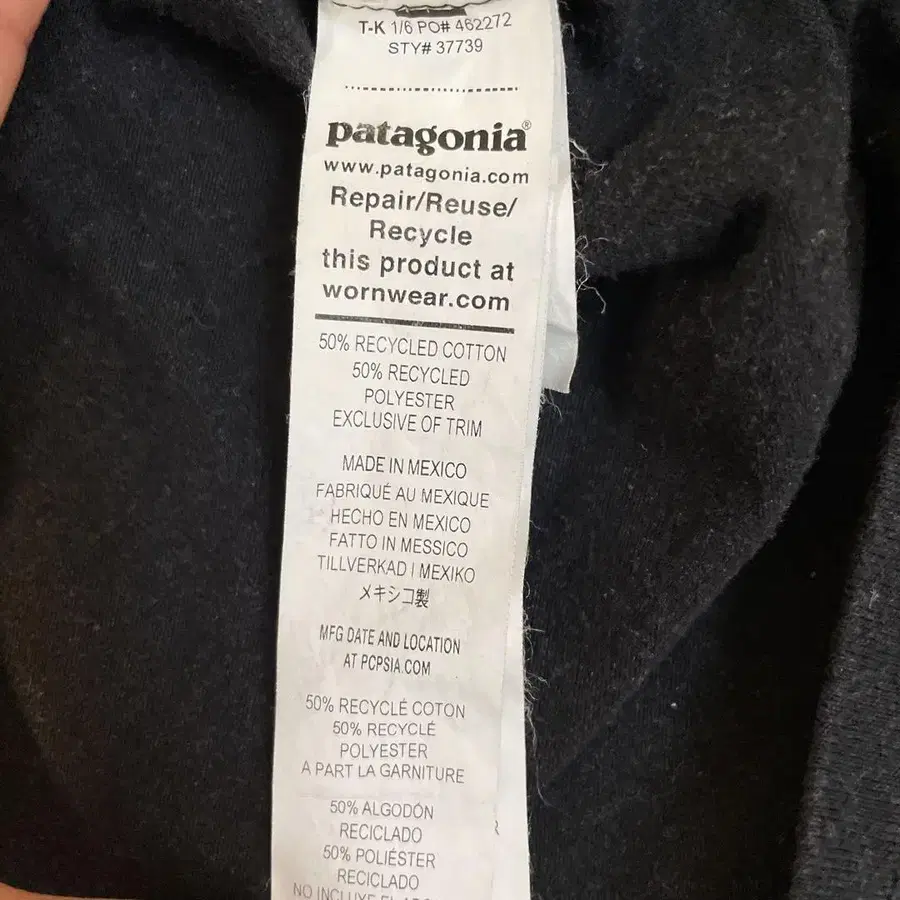 T-K 1/6 PO# 462272
STY# 37739
patagonia®
www.patagonia.com
Repair/Reuse/
Recycle
this product at
wornwear.com
50% RECYCLED COTTON
50% RECYCLED
POLYESTER
EXCLUSIVE OF TRIM
MADE IN MEXICO
FABRIQUÉ AU MEXIQUE
HECHO EN MEXICO
FATTO IN MESSICO
TILLVERKAD I MEXIKO
メキシコ製
MFG DATE AND LOCATION
AT PCPSIA.COM
50% RECYCLÉ COTON
50% RECYCLÉ
POLYESTER
A PART LA GARNITURE
50% ALGODÓN
RECICLADO
50% POLIÉSTER
RECICLADO
NO INCLUYE EL